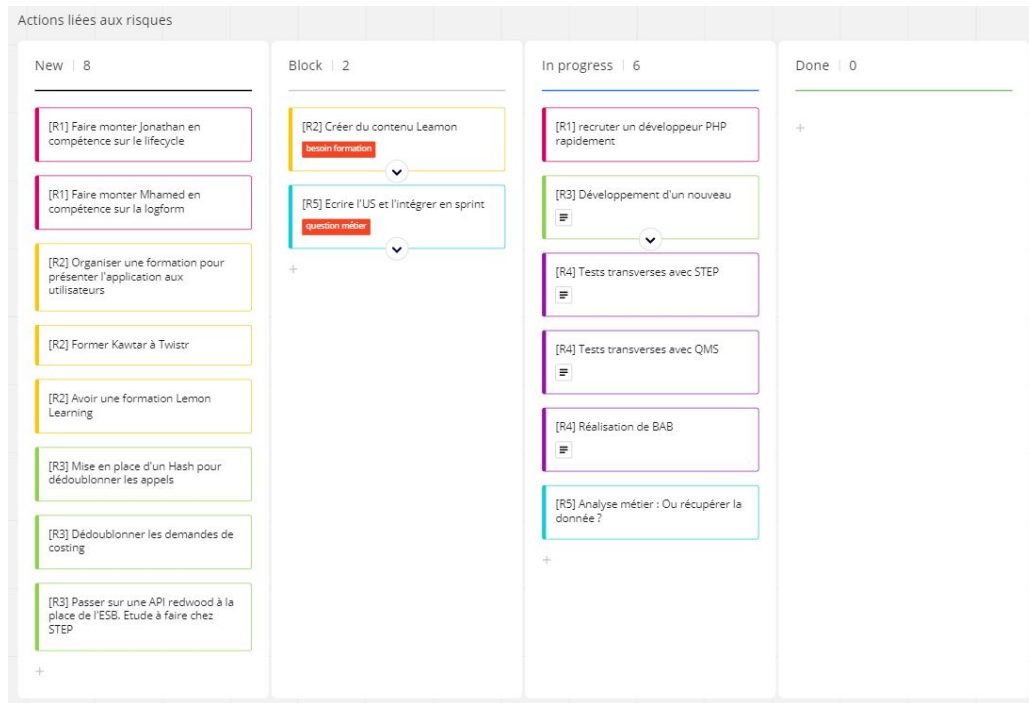 Actions liées aux risques
New | 8
[R1] Faire monter Jonathan en
compétence sur le lifecycle
[R1] Faire monter Mhamed en
compétence sur la logform
[R2] Organiser une formation pour
présenter l'application aux
utilisateurs
[R2] Former Kawtar à Twistr
[R2] Avoir une formation Lemon
Learning
[R3] Mise en place d'un Hash pour
dédoublonner les appels
[R3] Dédoublonner les demandes de
costing
[R3] Passer sur une API redwood à la
place de l'ESB. Etude à faire chez
STEP
Block | 2
[R2] Créer du contenu Leamon
besoin formation
[R5] Ecrire l'US et l'intégrer en sprint
question métier
In progress | 6
[R1] recruter un développeur PHP
rapidement
[R3] Développement d'un nouveau
[R4] Tests transverses avec STEP
[R4] Tests transverses avec QMS
[R4] Réalisation de BAB
[R5] Analyse métier : Ou récupérer la
donnée ?
Done | 0